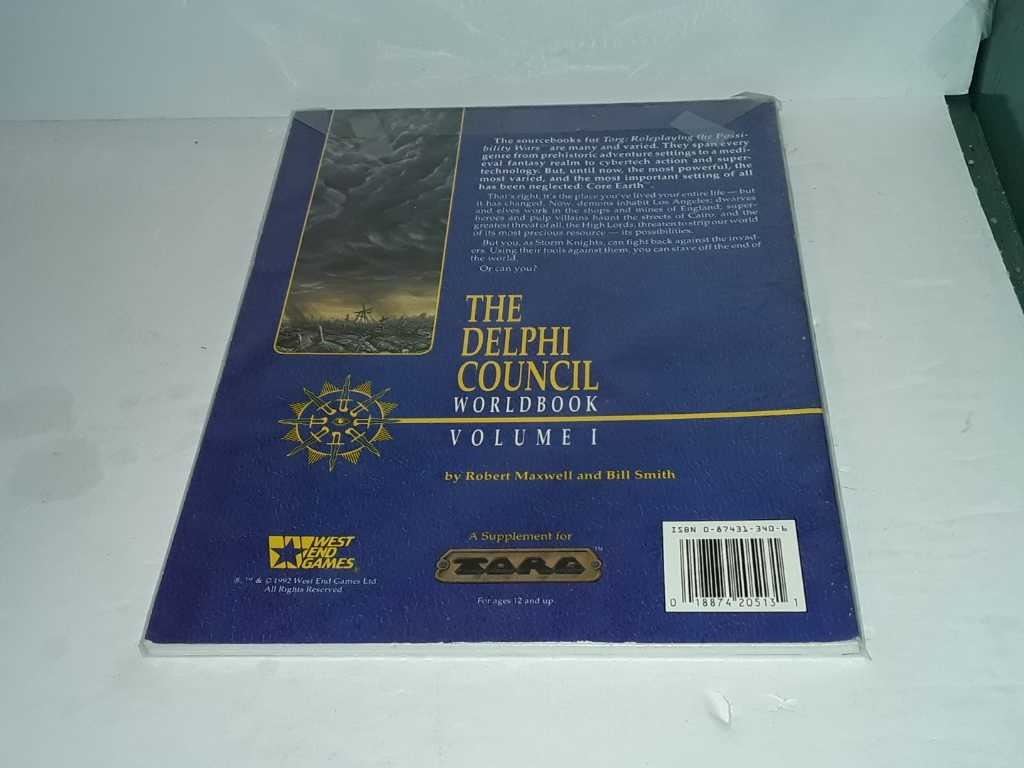 The sourcebooks for Torg: Roleplaying the Possi-
bility Wars™ are many and varied. They span every
genre from prehistoric adventure settings to a medi-
eval fantasy realm to cybertech action and super-
technology. But, until now, the most powerful, the
most varied, and the most important setting of all
has been neglected: Core Earth™.
That's right. It's the place you've lived your entire life — but
it has changed. Now, demons inhabit Los Angeles; dwarves
and elves work in the shops and mines of England; super-
heroes and pulp villains haunt the streets of Cairo; and the
greatest threat of all, the High Lords, threaten to strip our world
of its most precious resource — its possibilities.
But you, as Storm Knights, can fight back against the invad-
ers. Using their tools against them, you can stave off the end of
the world.
Or can you?
THE
DELPHI
COUNCIL
WORLDBOOK
VOLUME I
by Robert Maxwell and Bill Smith
WEST
END
GAMES
®, ™ & © 1992 West End Games Ltd.
All Rights Reserved
A Supplement for
TORG™
For ages 12 and up
ISBN 0-87431-340-6
0 18874 20513 1